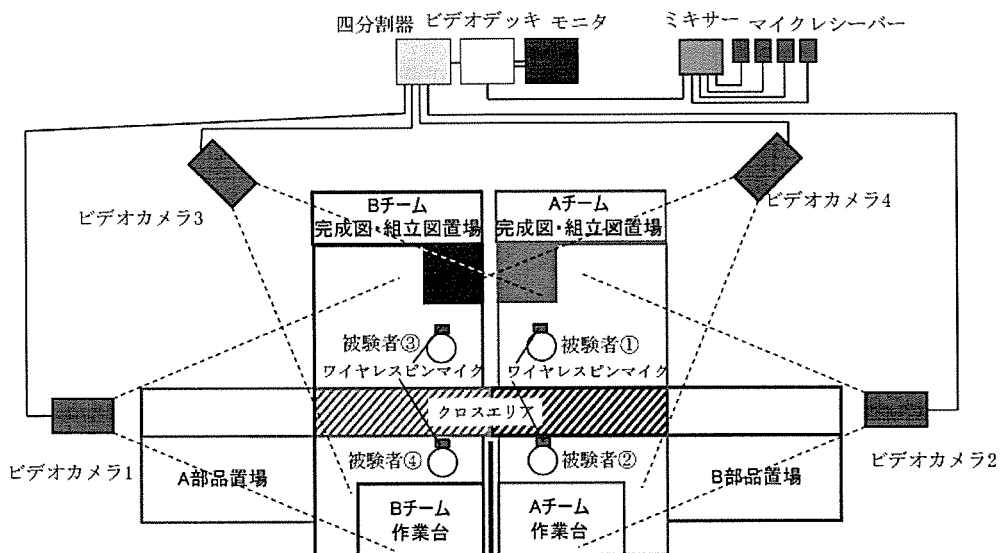 四分割器 ビデオデッキ モニタ
ミキサー マイクレシーバー
ビデオカメラ3
ビデオカメラ4
Bチーム
完成図・組立図置場
Aチーム
完成図・組立図置場
被験者③
被験者①
ワイヤレスピンマイク
ワイヤレスピンマイク
クロスエリア
ビデオカメラ1
ビデオカメラ2
被験者④
被験者②
A部品置場
B部品置場
Bチーム
作業台
Aチーム
作業台